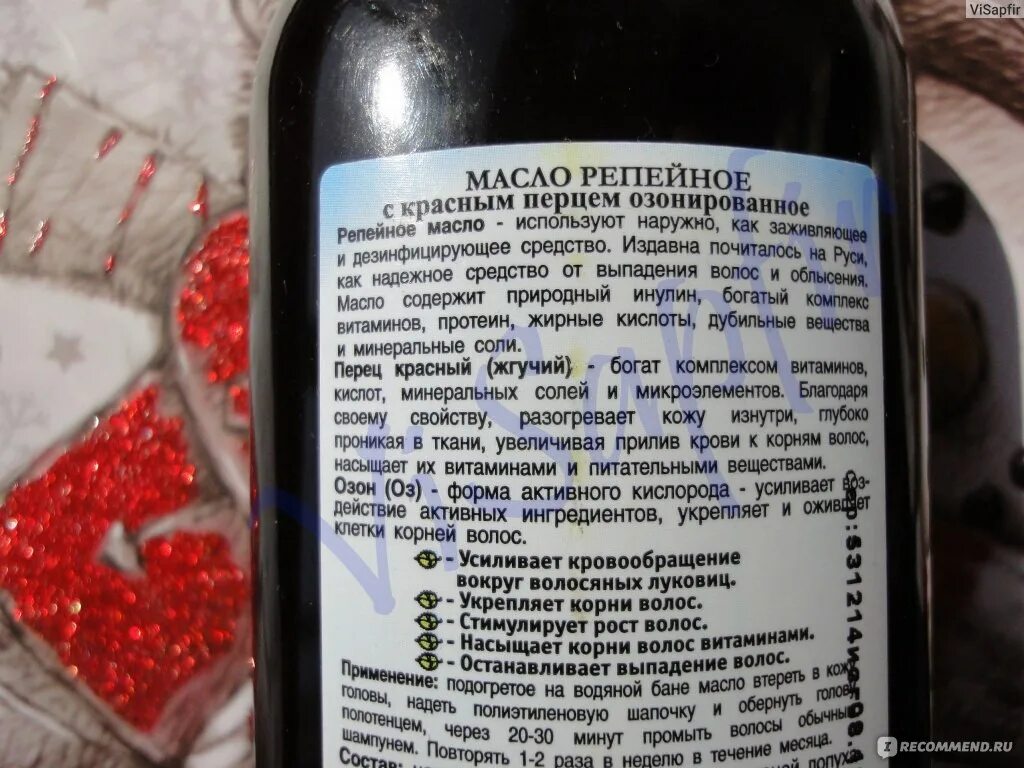 ViSapfir
МАСЛО РЕПЕЙНОЕ
с красным перцем озонированное
Репейное масло - используют наружно, как заживляющее
и дезинфицирующее средство. Издавна почиталось на Руси,
как надежное средство от выпадения волос и облысения.
Масло содержит природный инулин, богатый комплекс
витаминов, протеин, жирные кислоты, дубильные вещества
и минеральные соли.
Перец красный (жгучий) - богат комплексом витаминов,
кислот, минеральных солей и микроэлементов. Благодаря
своему свойству, разогревает кожу изнутри, глубоко
проникая в ткани, увеличивая прилив крови к корням волос,
насыщает их витаминами и питательными веществами.
Озон (Оз) - форма активного кислорода - усиливает воз-
действие активных ингредиентов, укрепляет и оживляет
клетки корней волос.
- Усиливает кровообращение
вокруг волосяных луковиц.
- Укрепляет корни волос.
- Стимулирует рост волос.
- Насыщает корни волос витаминами.
- Останавливает выпадение волос.
Применение: подогретое на водяной бане масло втереть в кожу
головы, надеть полиэтиленовую шапочку и обернуть голову
полотенцем, через 20-30 минут промыть волосы обычным
шампунем. Повторять 1-2 раза в неделю в течение месяца.
Состав:
ViSapfir
IRECOMMEND.RU